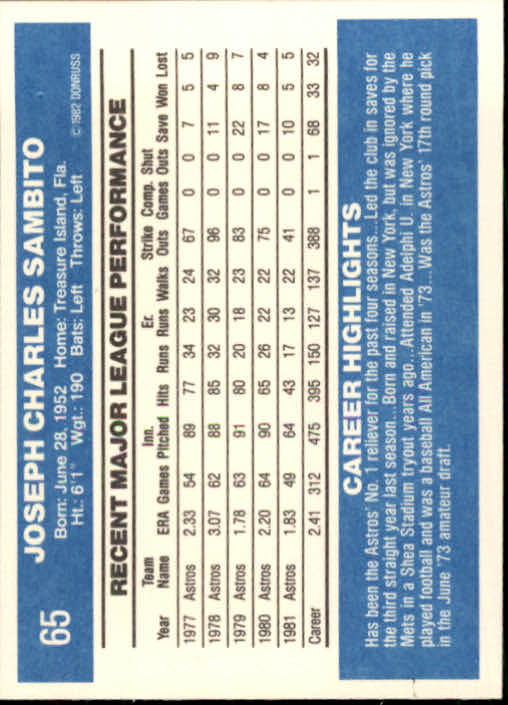 65
JOSEPH CHARLES SAMBITO
Born: June 28, 1952 Home: Treasure Island, Fla.
Ht.: 6'1" Wgt.: 190 Bats: Left Throws: Left © 1982 DONRUSS
RECENT MAJOR LEAGUE PERFORMANCE
Team Inn. Er. Strike Comp. Shut
Year Name ERA Games Pitched Hits Runs Runs Walks Outs Games Outs Save Won Lost
1977 Astros 2.33 54 89 77 34 23 24 67 0 0 7 5 5
1978 Astros 3.07 62 88 85 32 30 32 96 0 0 11 4 9
1979 Astros 1.78 63 91 80 20 18 23 83 0 0 22 8 7
1980 Astros 2.20 64 90 65 26 22 22 75 0 0 17 8 4
1981 Astros 1.83 49 64 43 17 13 22 41 0 0 10 5 5
Career 2.41 312 475 395 150 127 137 388 1 1 68 33 32
CAREER HIGHLIGHTS
Has been the Astros' No. 1 reliever for the past four seasons...Led the club in saves for
the third straight year last season...Born and raised in New York, but was ignored by the
Mets in a Shea Stadium tryout years ago...Attended Adelphi U. in New York where he
played football and was a baseball All American in '73...Was the Astros' 17th round pick
in the June '73 amateur draft.